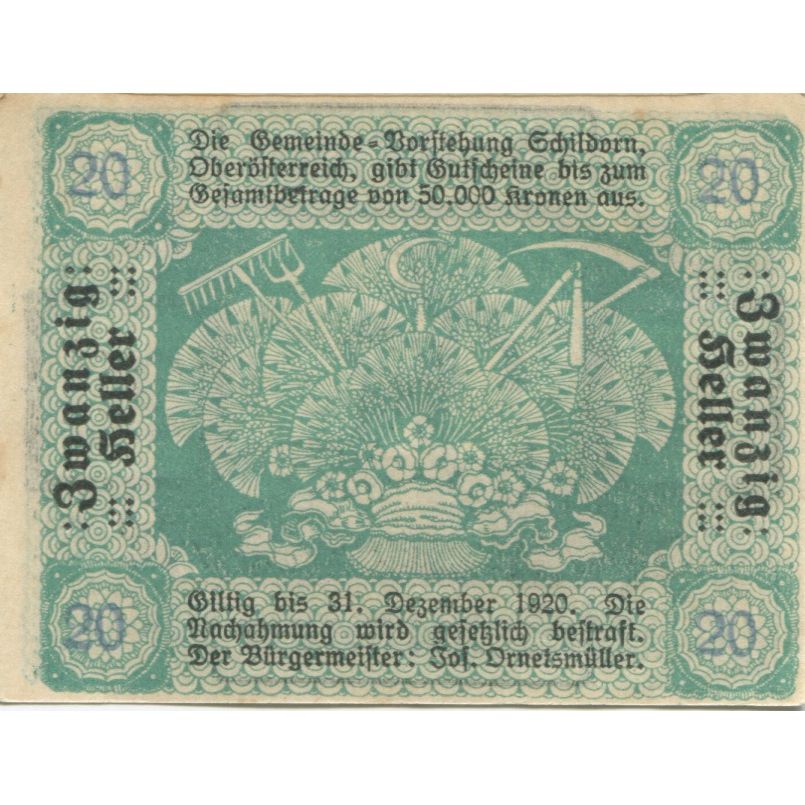 20
Die Gemeinde=Vorstehung Schildorn,
Oberösterreich, gibt Gutscheine bis zum
Gesamtbetrage von 50.000 Kronen aus.
20
:Zwanzig:
::: Heller :::
:Zwanzig:
::: Heller :::
20
Giltig bis 31. Dezember 1920. Die
Nachahmung wird gesetzlich bestraft.
Der Bürgermeister: Jos. Ornetsmüller.
20